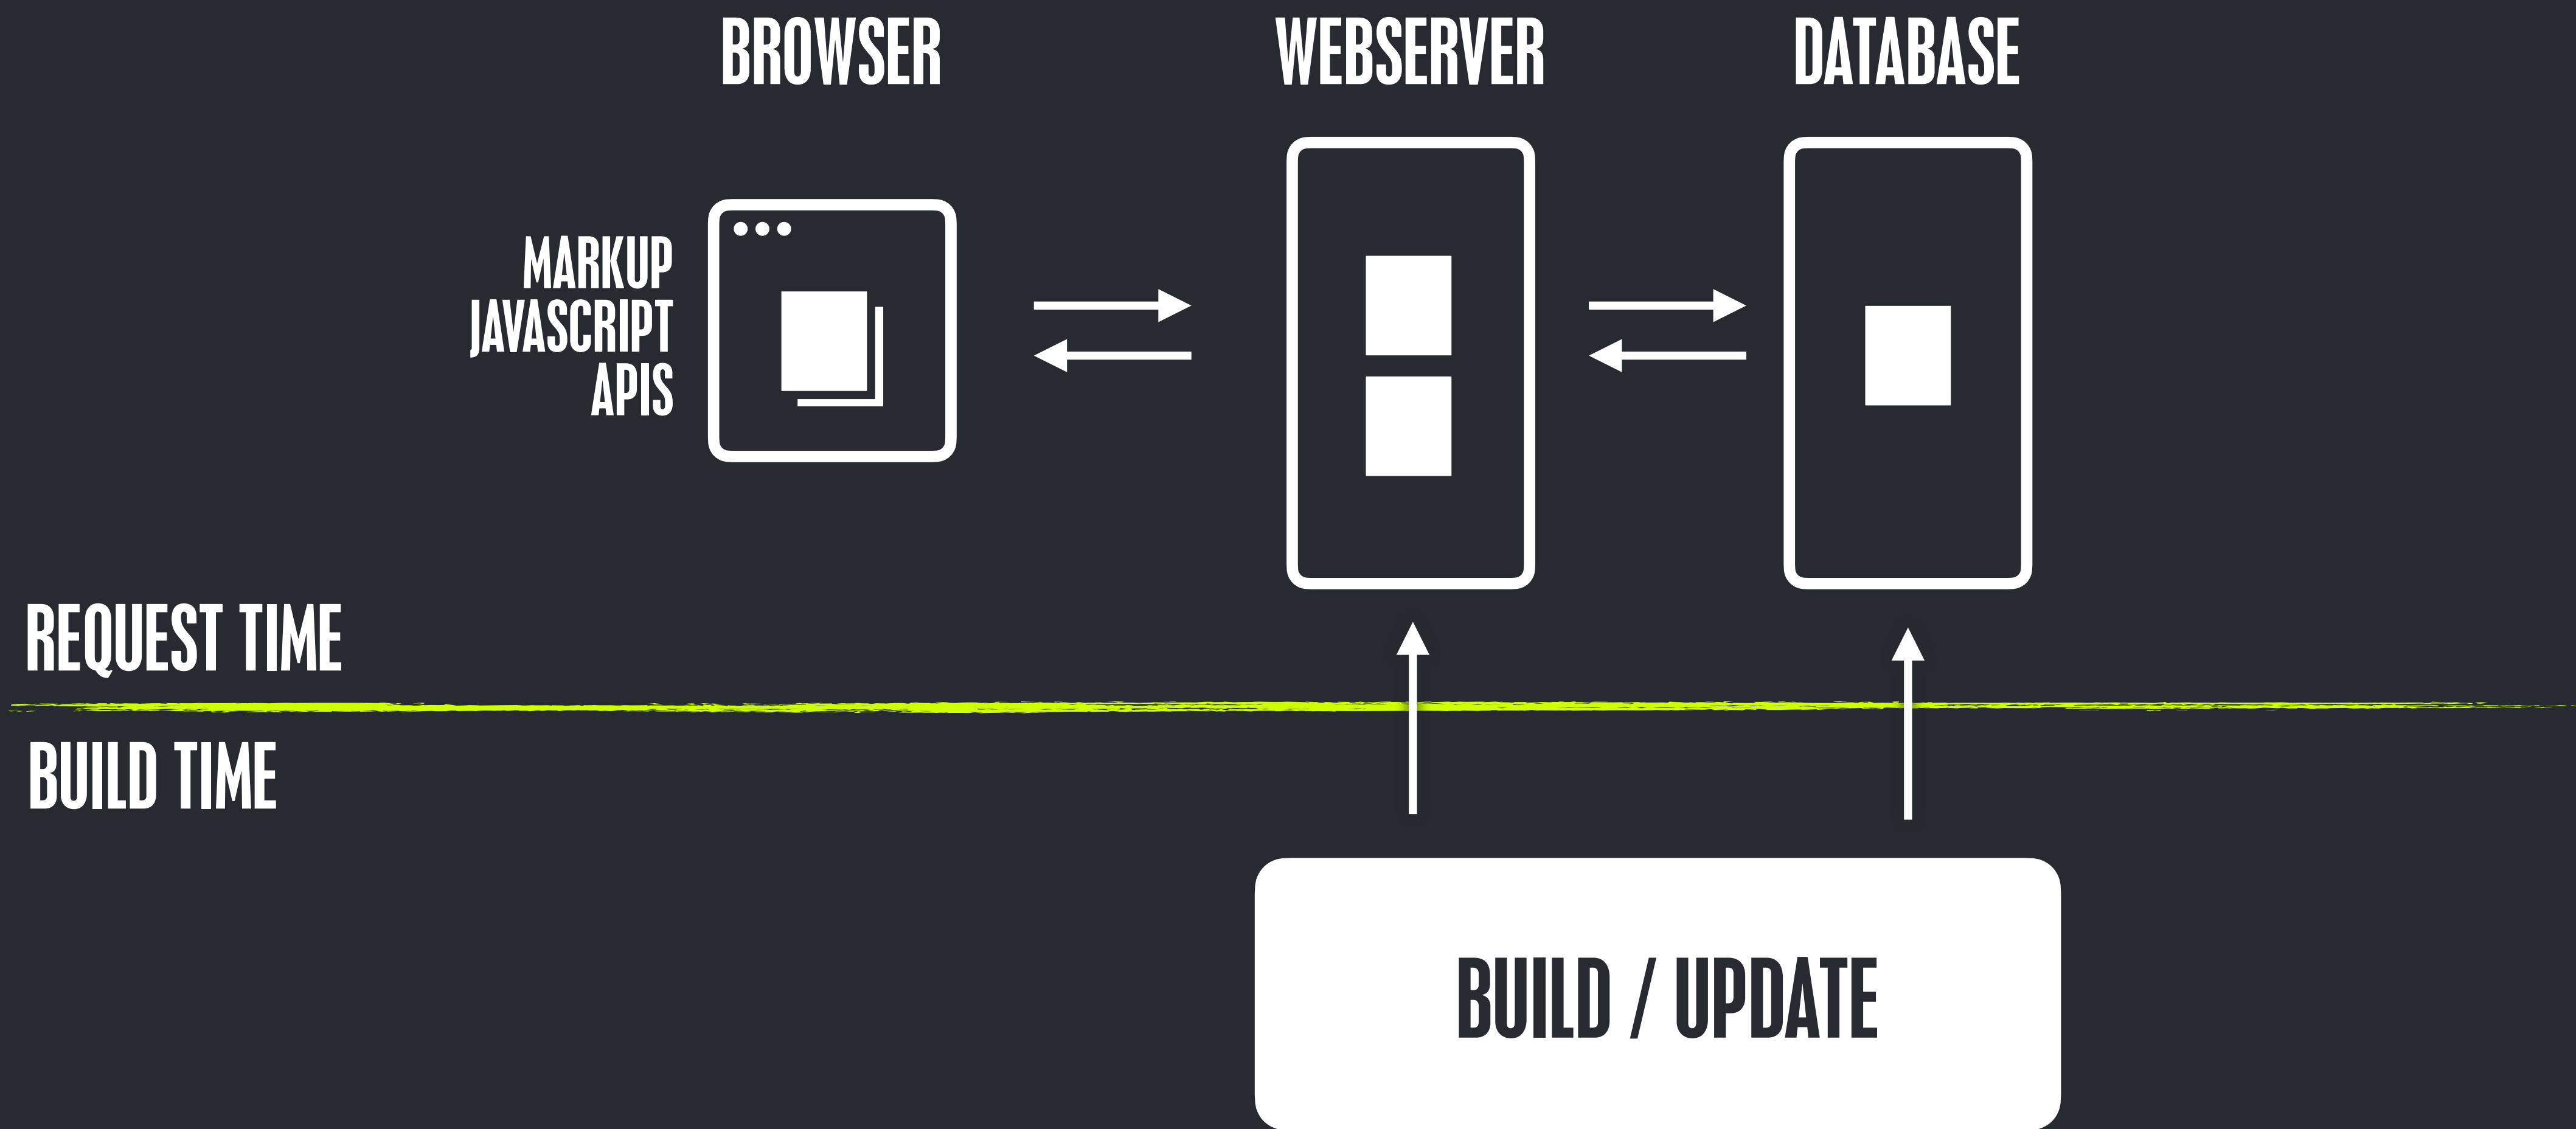 BROWSER
WEBSERVER
DATABASE
MARKUP
JAVASCRIPT
APIS
REQUEST TIME
BUILD TIME
BUILD / UPDATE